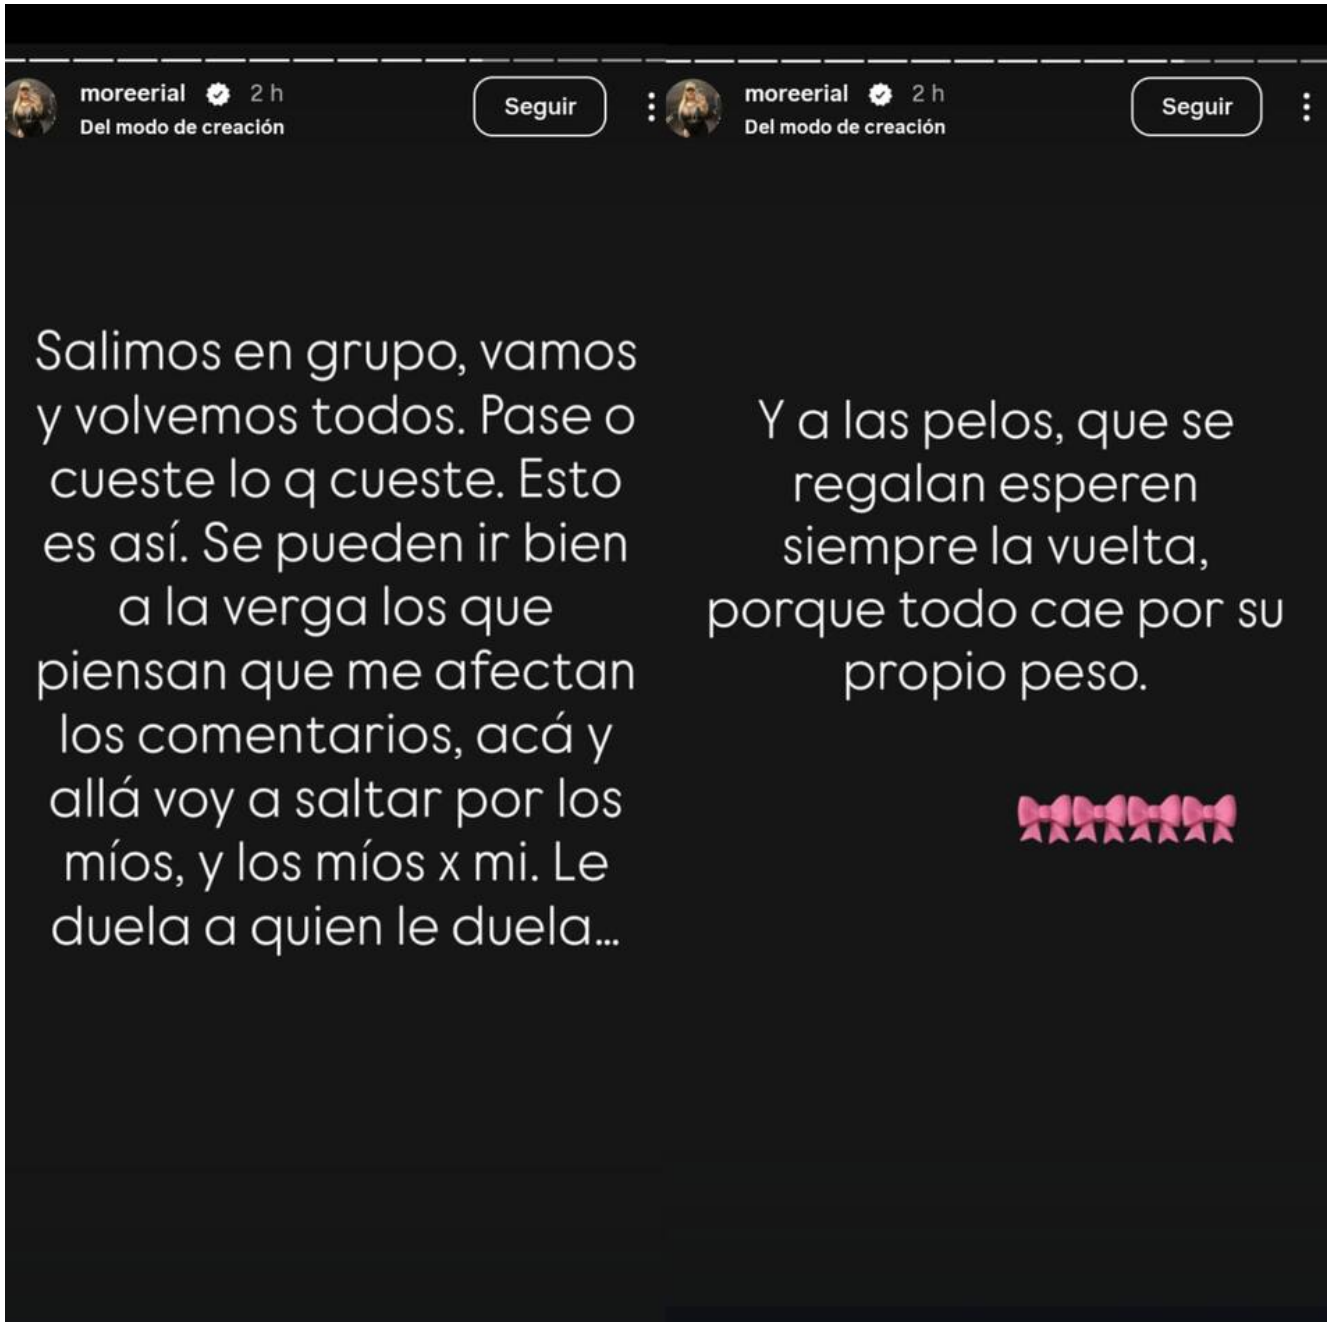 moreerial 2 h
Seguir
Del modo de creación
Salimos en grupo, vamos
y volvemos todos. Pase o
cueste lo q cueste. Esto
es así. Se pueden ir bien
a la verga los que
piensan que me afectan
los comentarios, acá y
allá voy a saltar por los
míos, y los míos x mi. Le
duela a quien le duela...
moreerial 2 h
Seguir
Del modo de creación
Y a las pelos, que se
regalan esperen
siempre la vuelta,
porque todo cae por su
propio peso.
🎀🎀🎀🎀